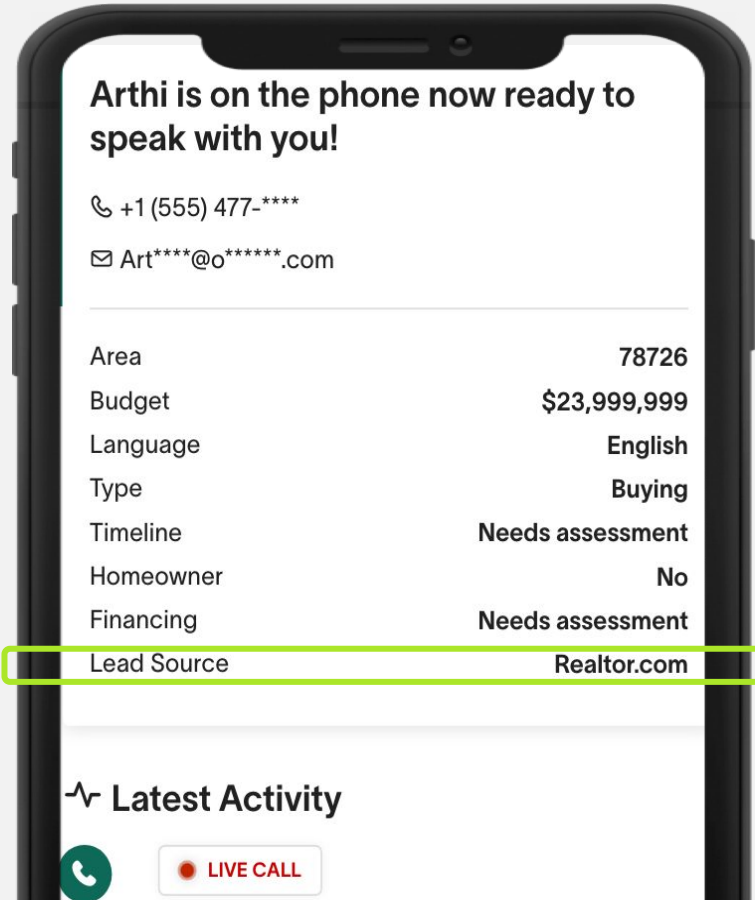 Arthi is on the phone now ready to
speak with you!
+1 (555) 477-****
Art****@o******.com
Area 78726
Budget $23,999,999
Language English
Type Buying
Timeline Needs assessment
Homeowner No
Financing Needs assessment
Lead Source Realtor.com
Latest Activity
LIVE CALL